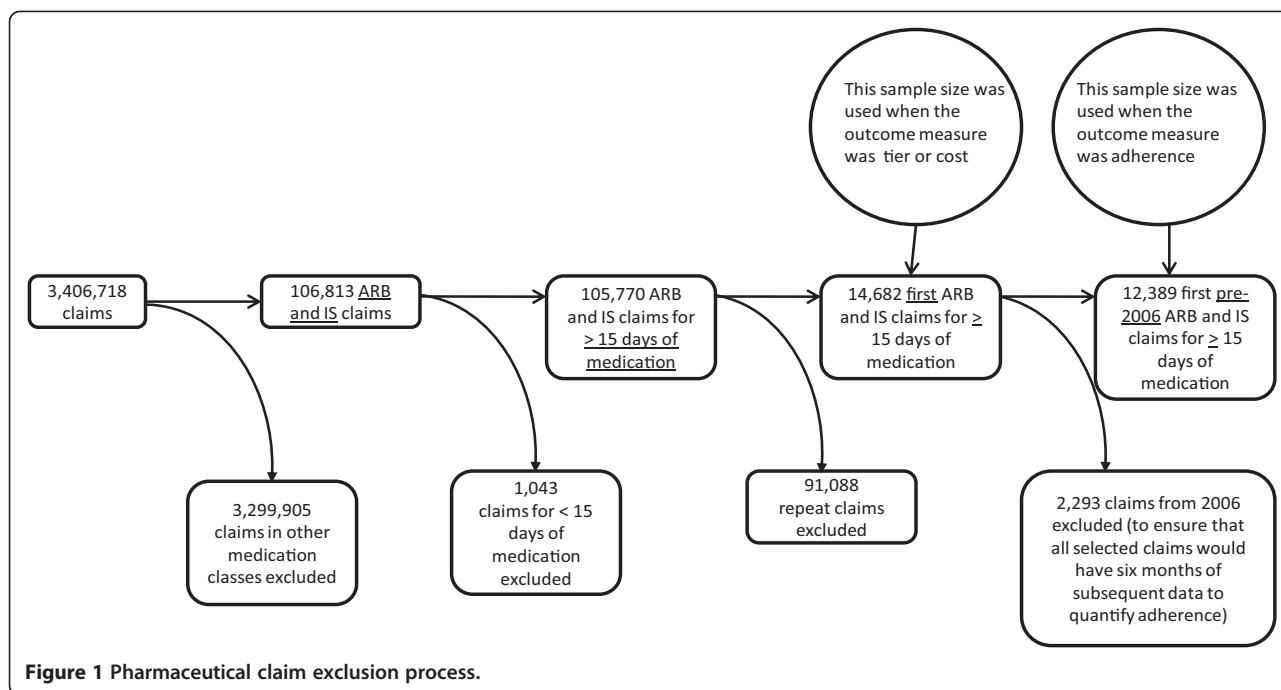 This sample size was
used when the
outcome measure
was tier or cost
This sample size was
used when the
outcome measure
was adherence
3,406,718
claims
106,813 ARB
and IS claims
105,770 ARB
and IS claims for
> 15 days of
medication
14,682 first ARB
and IS claims for >
15 days of
medication
12,389 first pre-
2006 ARB and IS
claims for > 15
days of
medication
3,299,905
claims in other
medication
classes excluded
1,043
claims for < 15
days of
medication
excluded
91,088
repeat claims
excluded
2,293 claims from 2006
excluded (to ensure that
all selected claims would
have six months of
subsequent data to
quantify adherence)
Figure 1 Pharmaceutical claim exclusion process.